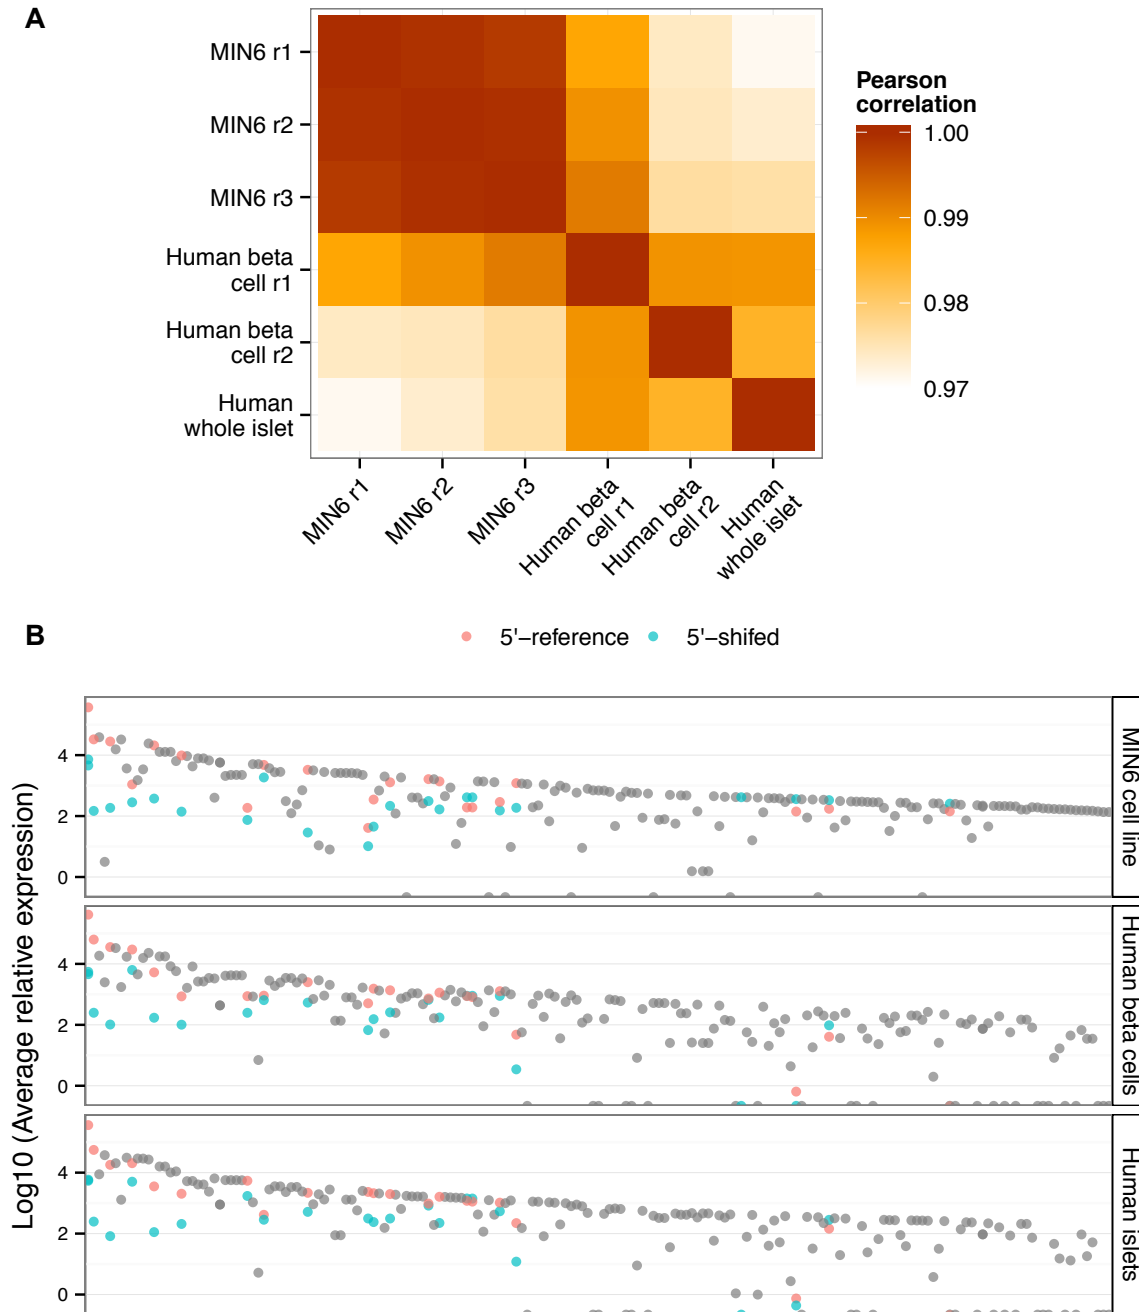 A
MIN6 r1
MIN6 r2
MIN6 r3
Human beta
cell r1
Human beta
cell r2
Human
whole islet
Pearson
correlation
1.00
0.99
0.98
0.97
MIN6 r1
MIN6 r2
MIN6 r3
Human beta
cell r1
Human beta
cell r2
Human
whole islet
B
5'−reference
5'−shifed
Log10 (Average relative expression)
4
2
0
MIN6 cell line
4
2
0
Human beta cells
4
2
0
Human islets